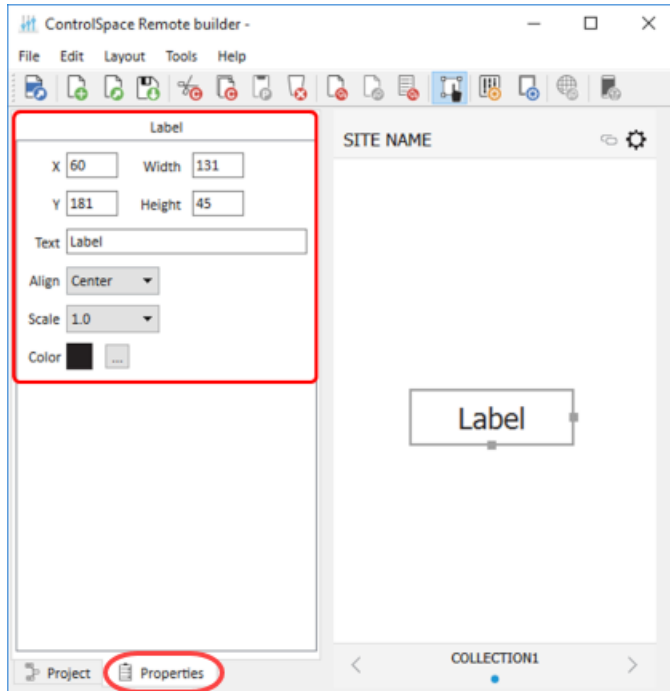 ControlSpace Remote builder -
File Edit Layout Tools Help
Label
X 60 Width 131
Y 181 Height 45
Text Label
Align Center
Scale 1.0
Color ...
Project Properties
SITE NAME
Label
COLLECTION1